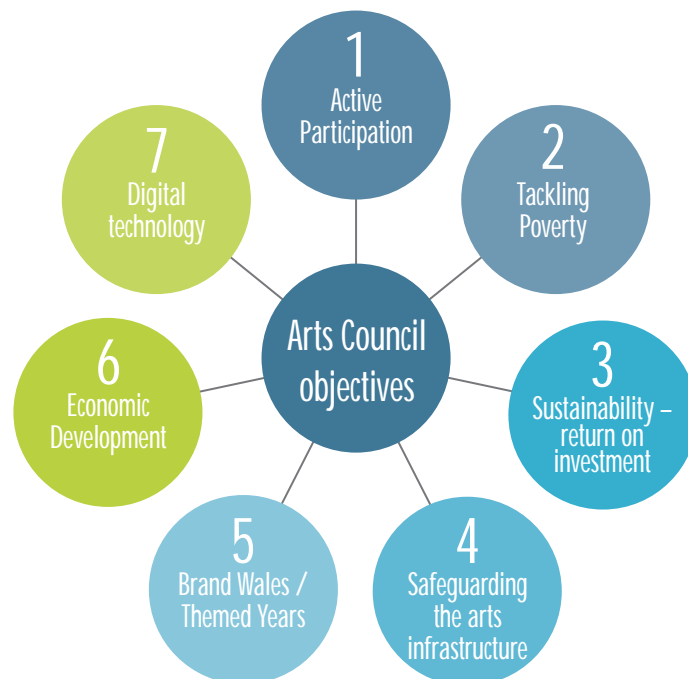 Arts Council
objectives
1
Active
Participation
2
Tackling
Poverty
3
Sustainability –
return on
investment
4
Safeguarding
the arts
infrastructure
5
Brand Wales /
Themed Years
6
Economic
Development
7
Digital
technology